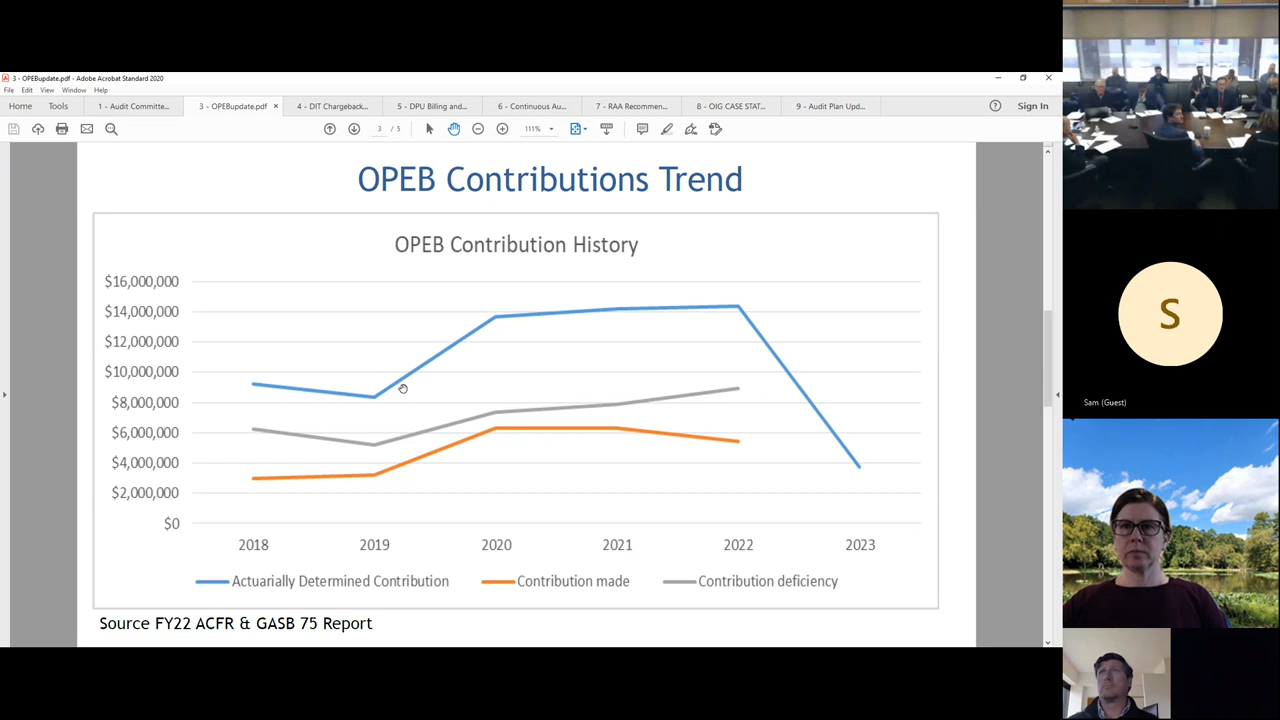 3 - OPEBupdate.pdf - Adobe Acrobat Standard 2020
File Edit View Window Help
Home Tools 1 - Audit Committe... 3 - OPEBupdate.pdf × 4 - DIT Chargeback... 5 - DPU Billing and... 6 - Continuous Au... 7 - RAA Recommen... 8 - OIG CASE STAT... 9 - Audit Plan Upd... Sign In
3 / 5 111%
OPEB Contributions Trend
OPEB Contribution History
$16,000,000
$14,000,000
$12,000,000
$10,000,000
$8,000,000
$6,000,000
$4,000,000
$2,000,000
$0
2018 2019 2020 2021 2022 2023
Actuarially Determined Contribution Contribution made Contribution deficiency
Source FY22 ACFR & GASB 75 Report
S
Sam (Guest)